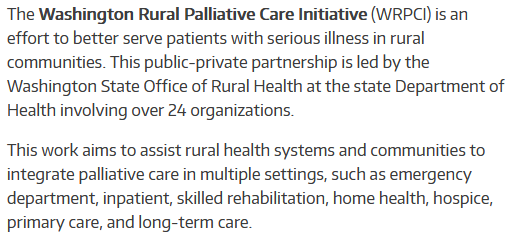 The Washington Rural Palliative Care Initiative (WRPCI) is an
effort to better serve patients with serious illness in rural
communities. This public-private partnership is led by the
Washington State Office of Rural Health at the state Department of
Health involving over 24 organizations.
This work aims to assist rural health systems and communities to
integrate palliative care in multiple settings, such as emergency
department, inpatient, skilled rehabilitation, home health, hospice,
primary care, and long-term care.